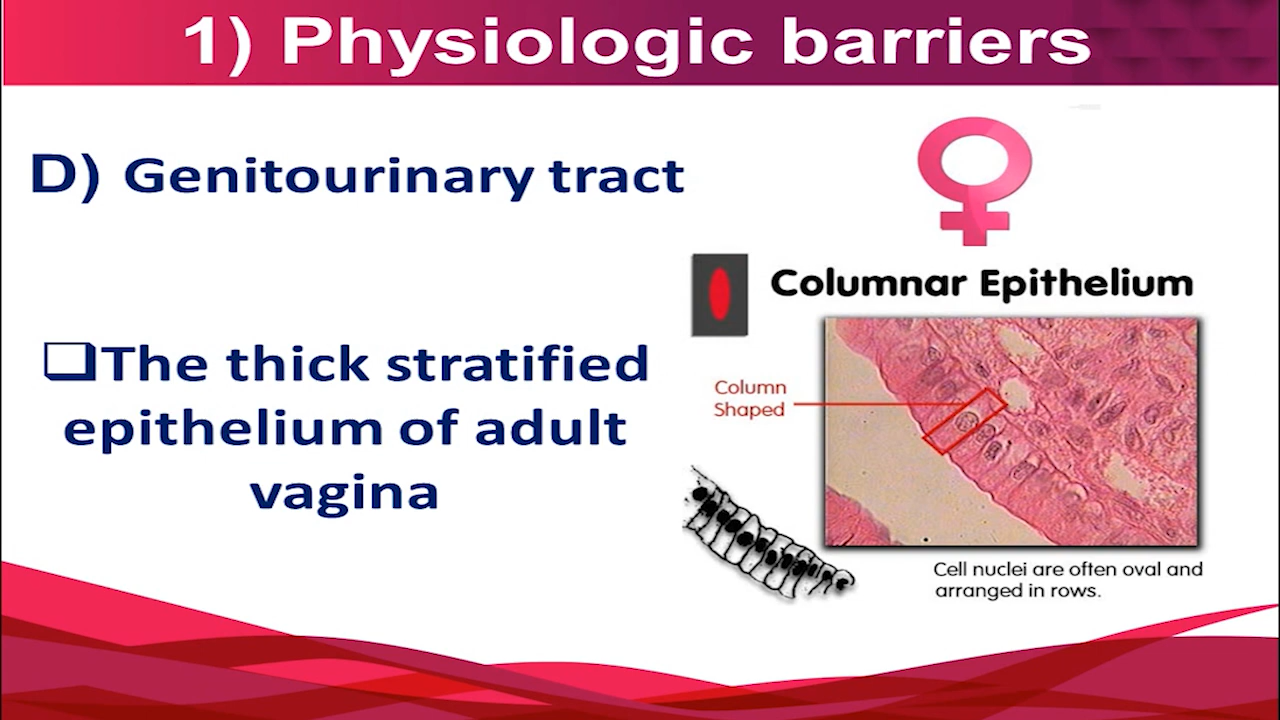 1) Physiologic barriers
D) Genitourinary tract
❑The thick stratified
epithelium of adult
vagina
Columnar Epithelium
Column
Shaped
Cell nuclei are often oval and
arranged in rows.